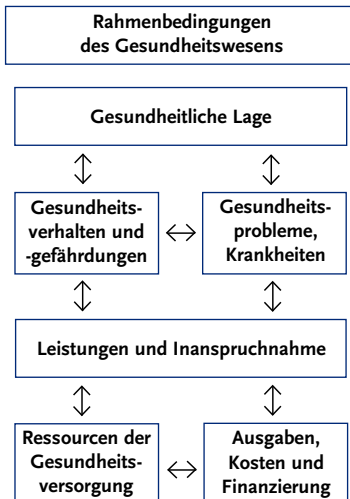 Rahmenbedingungen
des Gesundheitswesens
Gesundheitliche Lage
Gesundheits-
verhalten und
-gefährdungen
Gesundheits-
probleme,
Krankheiten
Leistungen und Inanspruchnahme
Ressourcen der
Gesundheits-
versorgung
Ausgaben,
Kosten und
Finanzierung